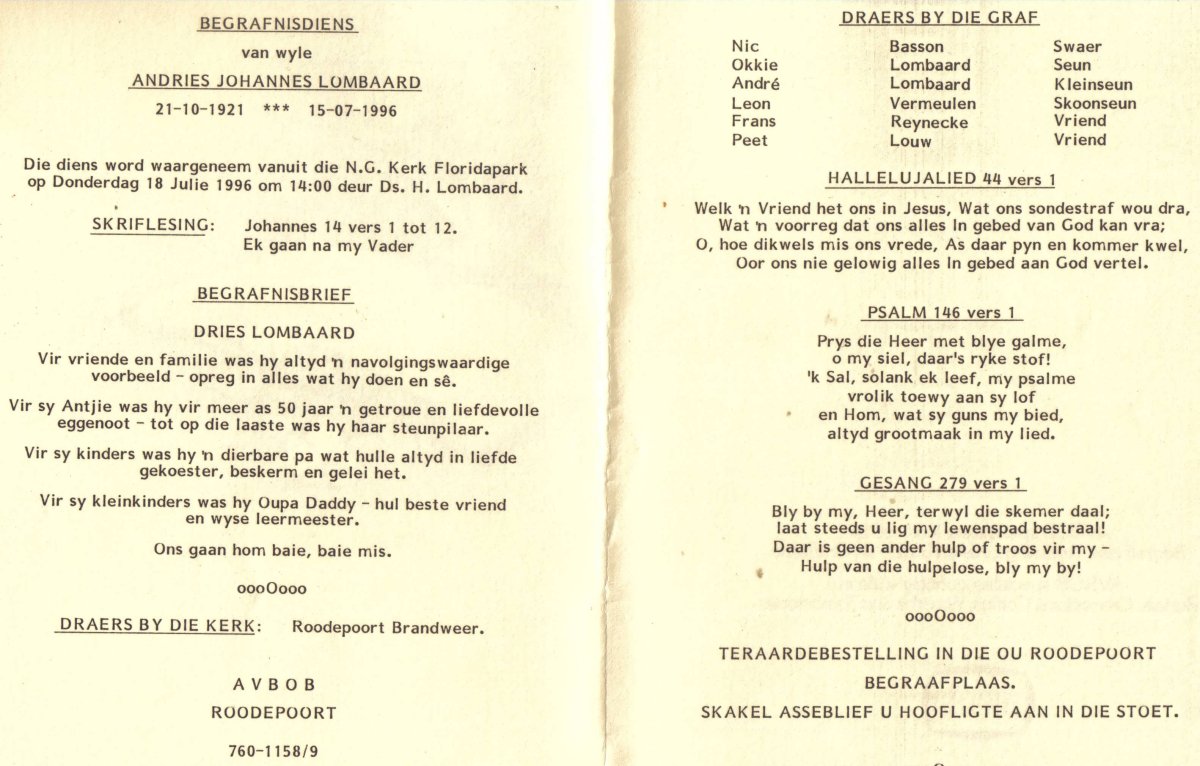 BEGRAFNISDIENS
van wyle
ANDRIES JOHANNES LOMBAARD
21-10-1921 *** 15-07-1996
Die diens word waargeneem vanuit die N.G. Kerk Floridapark
op Donderdag 18 Julie 1996 om 14:00 deur Ds. H. Lombaard.
SKRIFLESING: Johannes 14 vers 1 tot 12.
Ek gaan na my Vader
BEGRAFNISBRIEF
DRIES LOMBAARD
Vir vriende en familie was hy altyd 'n navolgingswaardige
voorbeeld - opreg in alles wat hy doen en sê.
Vir sy Antjie was hy vir meer as 50 jaar 'n getroue en liefdevolle
eggenoot - tot op die laaste was hy haar steunpilaar.
Vir sy kinders was hy 'n dierbare pa wat hulle altyd in liefde
gekoester, beskerm en gelei het.
Vir sy kleinkinders was hy Oupa Daddy - hul beste vriend
en wyse leermeester.
Ons gaan hom baie, baie mis.
oooOooo
DRAERS BY DIE KERK: Roodepoort Brandweer.
A V B O B
ROODEPOORT
760-1158/9
DRAERS BY DIE GRAF
Nic Basson Swaer
Okkie Lombaard Seun
André Lombaard Kleinseun
Leon Vermeulen Skoonseun
Frans Reynecke Vriend
Peet Louw Vriend
HALLELUJALIED 44 vers 1
Welk 'n Vriend het ons in Jesus, Wat ons sondestraf wou dra,
Wat 'n voorreg dat ons alles In gebed van God kan vra;
O, hoe dikwels mis ons vrede, As daar pyn en kommer kwel,
Oor ons nie gelowig alles In gebed aan God vertel.
PSALM 146 vers 1
Prys die Heer met blye galme,
o my siel, daar's ryke stof!
'k Sal, solank ek leef, my psalme
vrolik toewy aan sy lof
en Hom, wat sy guns my bied,
altyd grootmaak in my lied.
GESANG 279 vers 1
Bly by my, Heer, terwyl die skemer daal;
laat steeds u lig my lewenspad bestraal!
Daar is geen ander hulp of troos vir my -
Hulp van die hulpelose, bly my by!
oooOooo
TERAARDEBESTELLING IN DIE OU ROODEPOORT
BEGRAAFPLAAS.
SKAKEL ASSEBLIEF U HOOFLIGTE AAN IN DIE STOET.